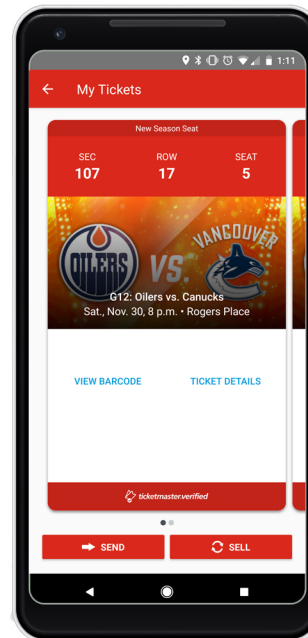 1:11
My Tickets
New Season Seat
SEC ROW SEAT
107 17 5
OILERS VS. VANCOUVER
G12: Oilers vs. Canucks
Sat., Nov. 30, 8 p.m. • Rogers Place
VIEW BARCODE TICKET DETAILS
ticketmaster.verified
SEND SELL